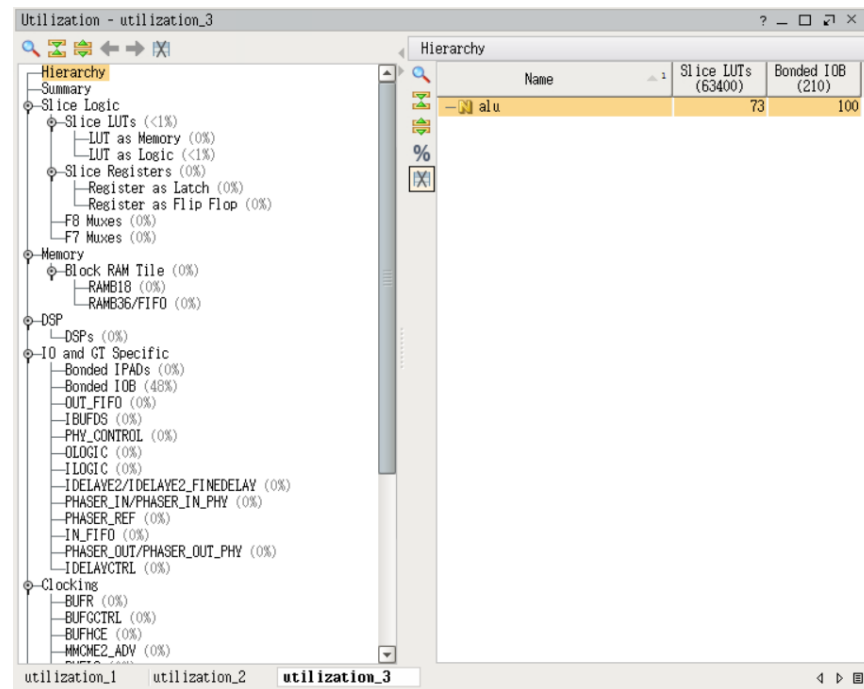 Utilization - utilization_3
Hierarchy
Summary
Slice Logic
Slice LUTs (<1%)
LUT as Memory (0%)
LUT as Logic (<1%)
Slice Registers (0%)
Register as Latch (0%)
Register as Flip Flop (0%)
F8 Muxes (0%)
F7 Muxes (0%)
Memory
Block RAM Tile (0%)
RAMB18 (0%)
RAMB36/FIFO (0%)
DSP
DSPs (0%)
IO and GT Specific
Bonded IPADs (0%)
Bonded IOB (48%)
OUT_FIFO (0%)
IBUFDS (0%)
PHY_CONTROL (0%)
OLOGIC (0%)
ILOGIC (0%)
IDELAYE2/IDELAYE2_FINEDELAY (0%)
PHASER_IN/PHASER_IN_PHY (0%)
PHASER_REF (0%)
IN_FIFO (0%)
PHASER_OUT/PHASER_OUT_PHY (0%)
IDELAYCTRL (0%)
Clocking
BUFR (0%)
BUFGCTRL (0%)
BUFHCE (0%)
MMCME2_ADV (0%)
Hierarchy
Name 1 Slice LUTs (63400) Bonded IOB (210)
N alu 73 100
%
utilization_1 utilization_2 utilization_3